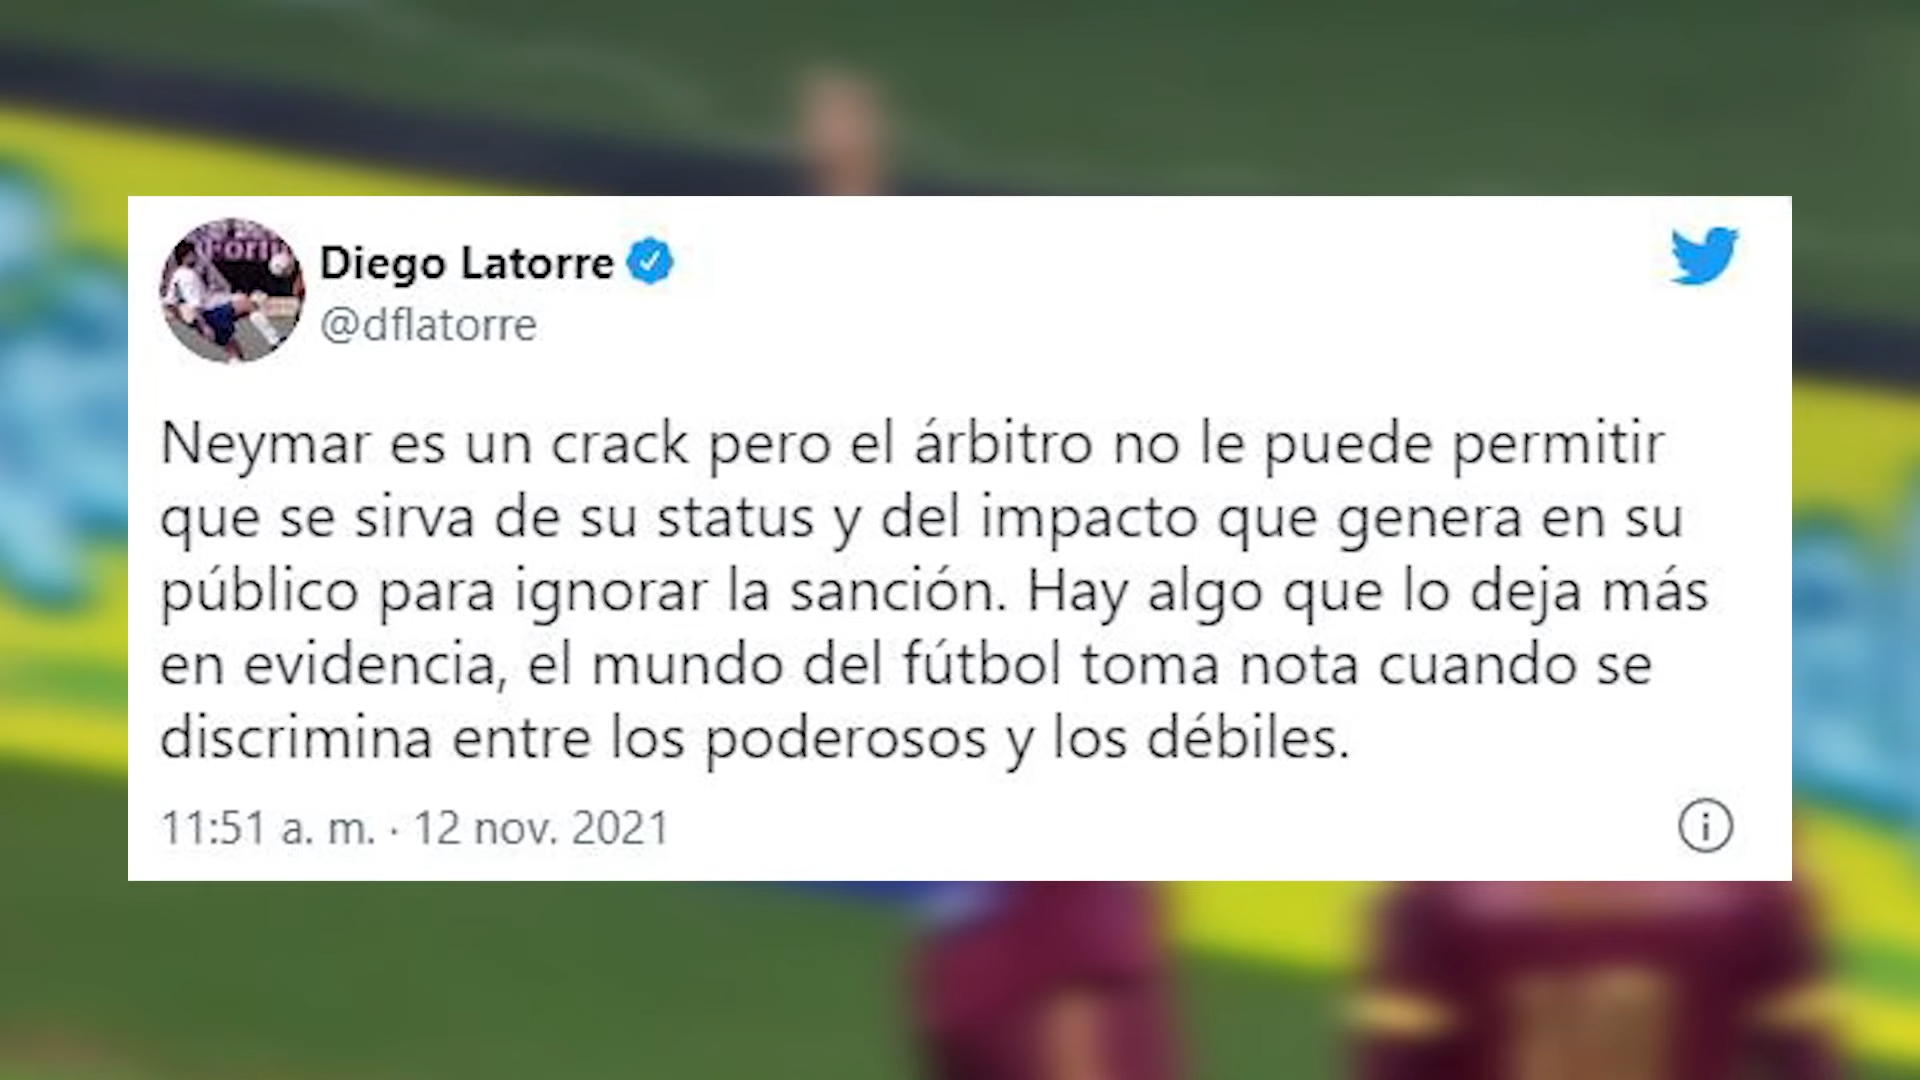 Diego Latorre
@dflatorre
Neymar es un crack pero el árbitro no le puede permitir
que se sirva de su status y del impacto que genera en su
público para ignorar la sanción. Hay algo que lo deja más
en evidencia, el mundo del fútbol toma nota cuando se
discrimina entre los poderosos y los débiles.
11:51 a. m. · 12 nov. 2021